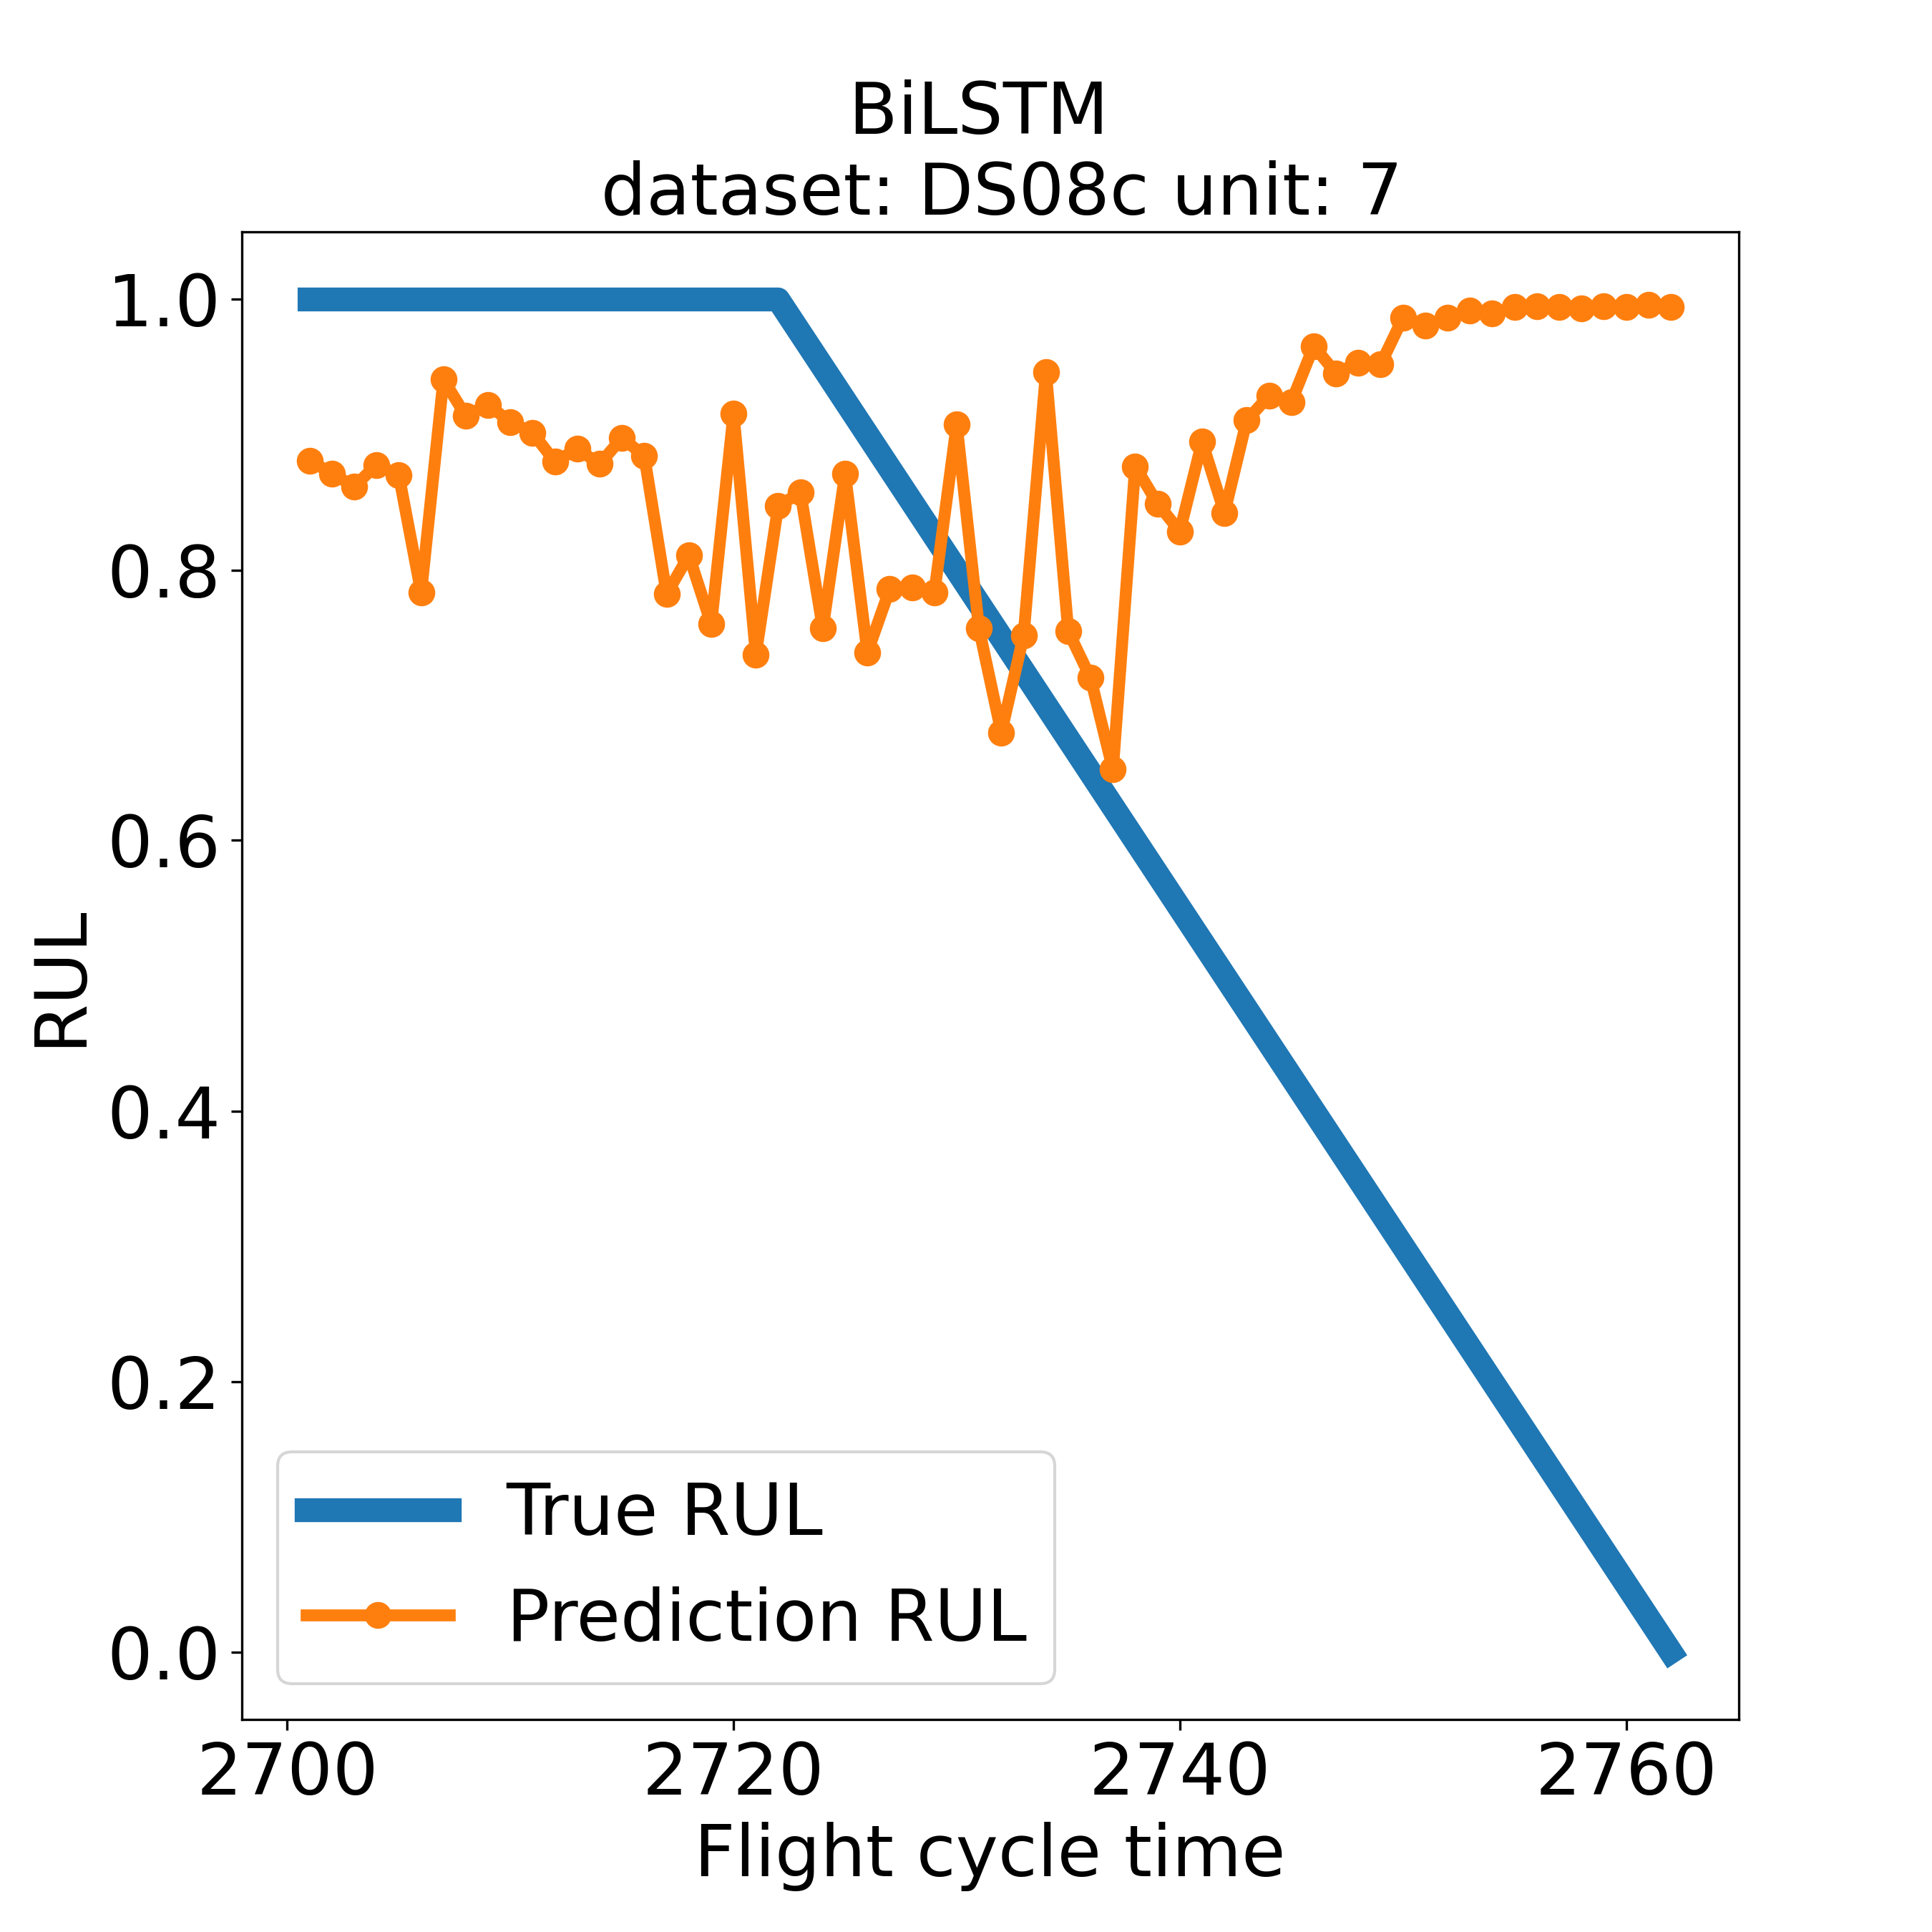 BiLSTM
dataset: DS08c unit: 7
1.0
0.8
0.6
0.4
0.2
0.0
RUL
True RUL
Prediction RUL
2700 2720 2740 2760
Flight cycle time